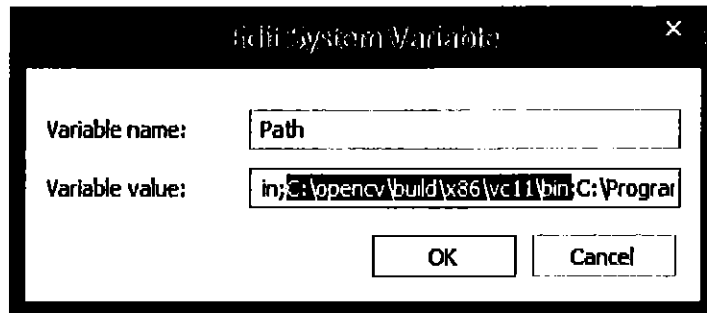 Edit System Variable
×
Variable name: Path
Variable value: in;C:\opencv\build\x86\vc11\bin;C:\Prograr
OK Cancel